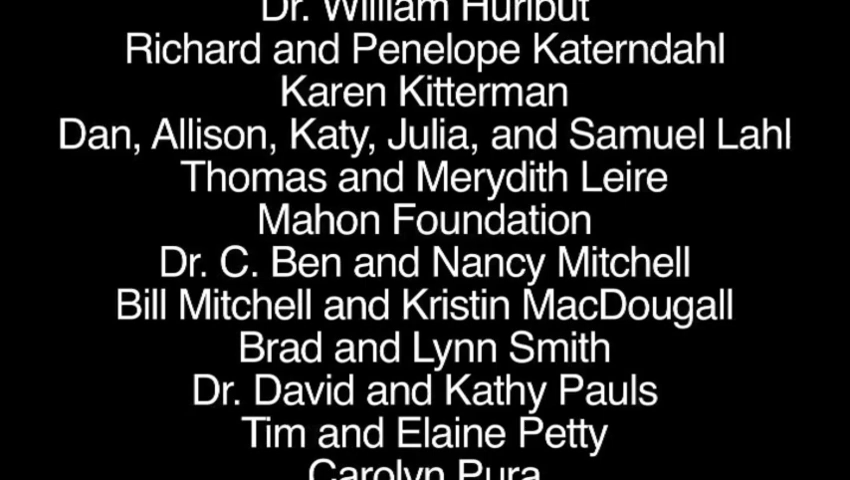 Dr. William Hurlbut
Richard and Penelope Katerndahl
Karen Kitterman
Dan, Allison, Katy, Julia, and Samuel Lahl
Thomas and Merydith Leire
Mahon Foundation
Dr. C. Ben and Nancy Mitchell
Bill Mitchell and Kristin MacDougall
Brad and Lynn Smith
Dr. David and Kathy Pauls
Tim and Elaine Petty
Carolyn Pura